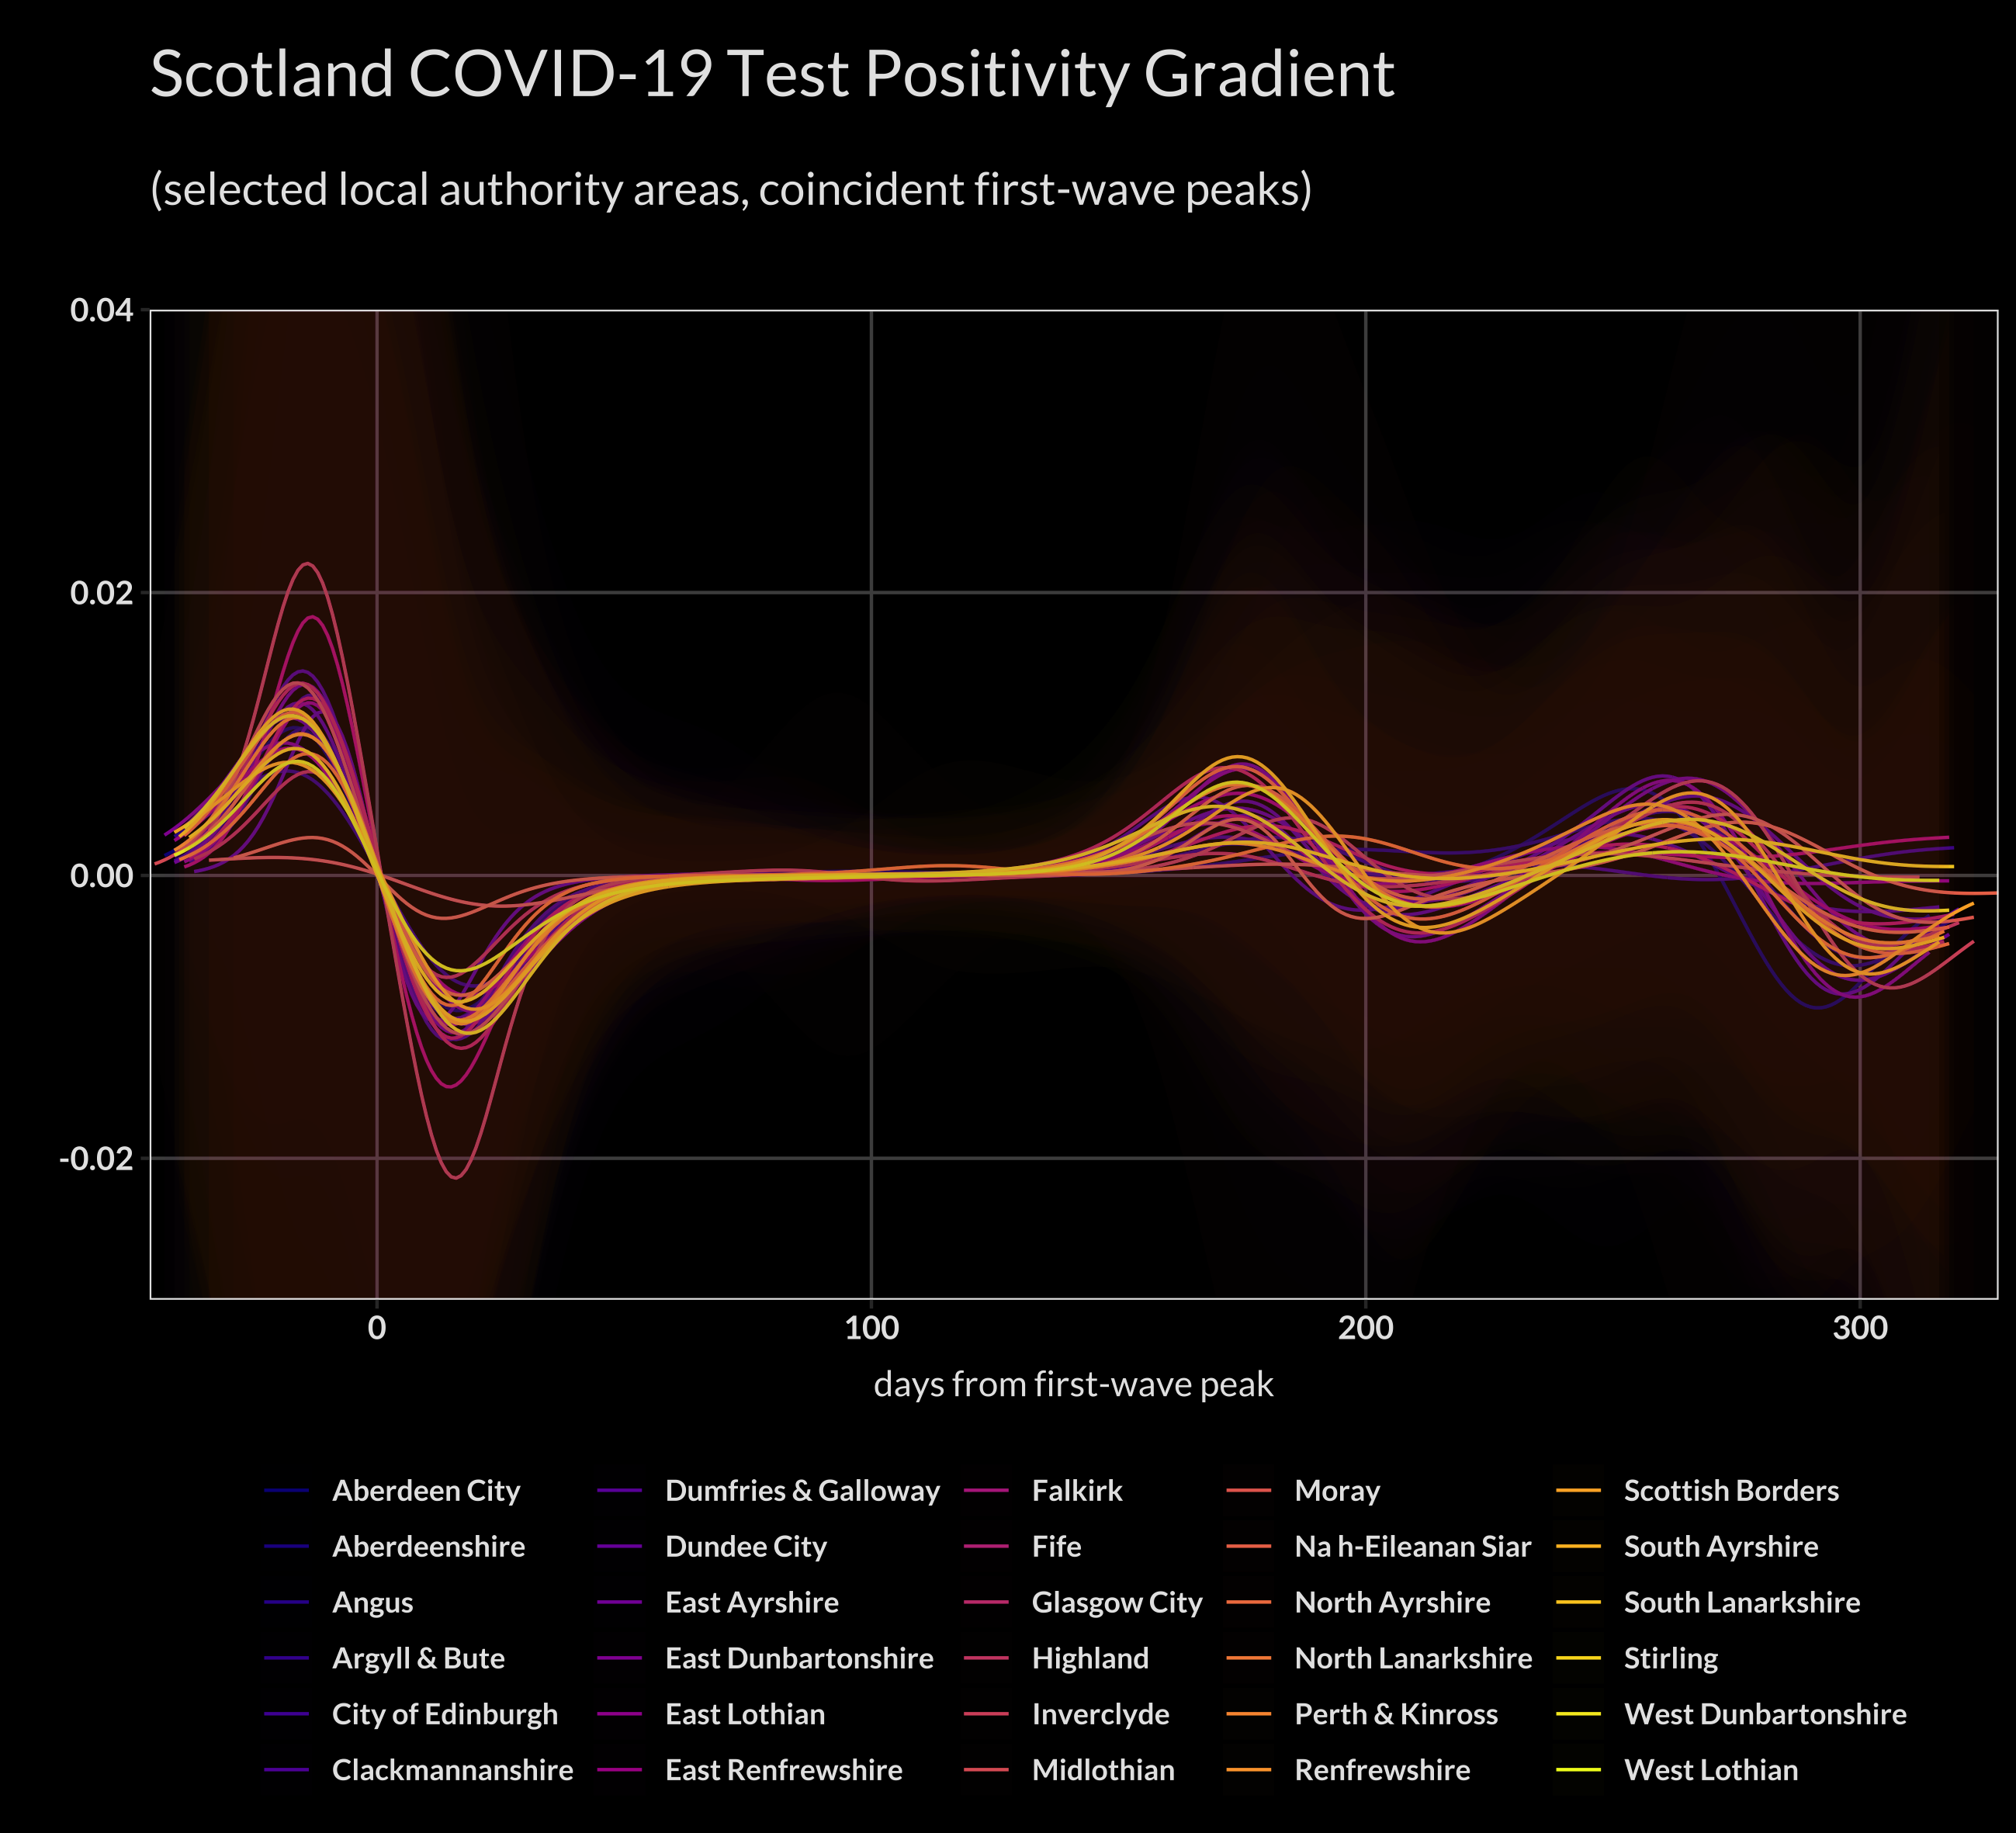 Scotland COVID-19 Test Positivity Gradient
(selected local authority areas, coincident first-wave peaks)
0.04
0.02
0.00
-0.02
0 100 200 300
days from first-wave peak
Aberdeen City Dumfries & Galloway Falkirk Moray Scottish Borders
Aberdeenshire Dundee City Fife Na h-Eileanan Siar South Ayrshire
Angus East Ayrshire Glasgow City North Ayrshire South Lanarkshire
Argyll & Bute East Dunbartonshire Highland North Lanarkshire Stirling
City of Edinburgh East Lothian Inverclyde Perth & Kinross West Dunbartonshire
Clackmannanshire East Renfrewshire Midlothian Renfrewshire West Lothian